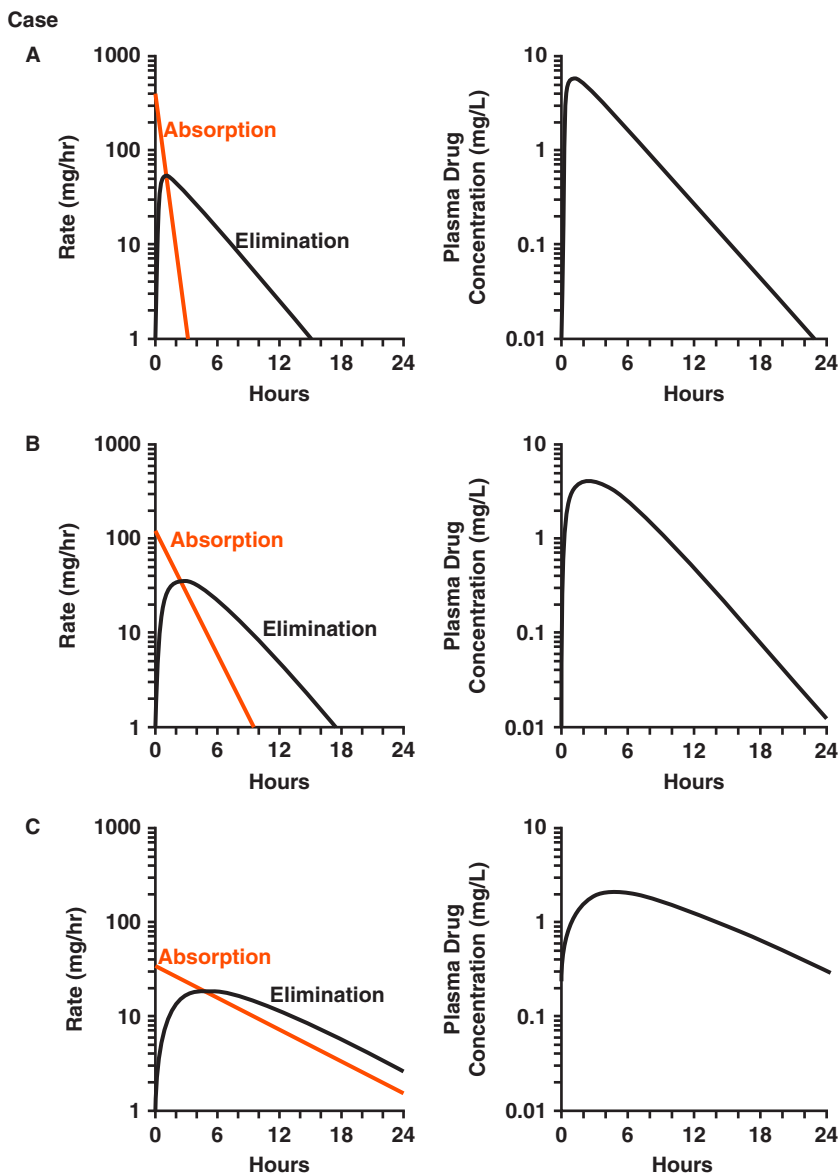 Case
A
Rate (mg/hr)
1000
100
10
1
Absorption
Elimination
0 6 12 18 24
Hours
Plasma Drug
Concentration (mg/L)
10
1
0.1
0.01
0 6 12 18 24
Hours
B
Rate (mg/hr)
1000
100
10
1
Absorption
Elimination
0 6 12 18 24
Hours
Plasma Drug
Concentration (mg/L)
10
1
0.1
0.01
0 6 12 18 24
Hours
C
Rate (mg/hr)
1000
100
10
1
Absorption
Elimination
0 6 12 18 24
Hours
Plasma Drug
Concentration (mg/L)
10
1
0.1
0.01
0 6 12 18 24
Hours